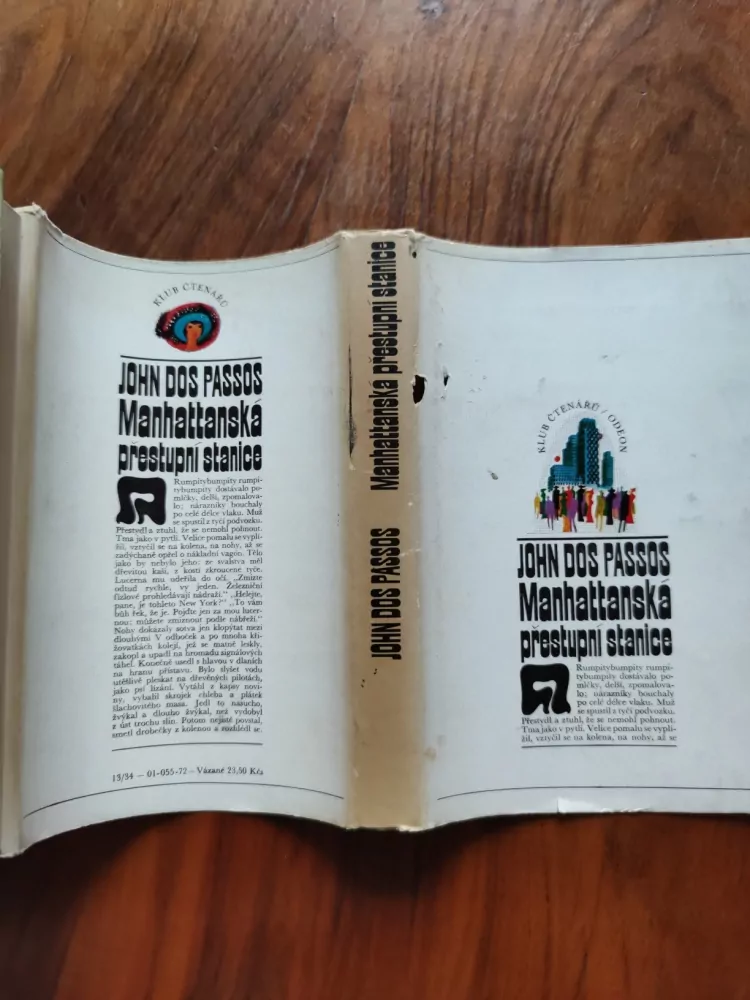 KLUB ČTENÁŘŮ
JOHN DOS PASSOS
Manhattanská
přestupní stanice
Rumpitybumpity rumpi-
tybumpity dostávalo po-
mlčky, delší, zpomalova-
lo; nárazníky bouchaly
po celé délce vlaku. Muž
se spustil z tyčí podvozku.
Přestydl a ztuhl, že se nemohl pohnout.
Tma jako v pytli. Velice pomalu se vypli-
žil, vztyčil se na kolena, na nohy, až se
zadýchaně opřel o nákladní vagón. Tělo
jako by nebylo jeho: ze svalstva měl
dřevitou kaši, z kostí zkroucené tyče.
Lucerna mu udeřila do očí. „Zmizte
odtud rychle, vy jeden. Železniční
fízlové prohledávají nádraží.“ „Helejte,
pane, je tohleto New York?“ „To vám
bůh řek, že je. Pojďte jen za mou lucer-
nou: můžete zmiznout podle nábřeží.“
Nohy dokázaly sotva jen klopýtat mezi
dlouhými V odboček a po mnoha kři-
žovatkách kolejí, jež se matně leskly,
zakopl a upadl na hromadu signálových
táhel. Konečně usedl s hlavou v dlaních
na hranu přístavu. Bylo slyšet vodu
utěšlivě pleskat na dřevěných pilotách,
jako psí lízání. Vytáhl z kapsy novi-
ny, vybalil skrojek chleba a plátek
šlachovitého masa. Jedl to nasucho,
žvýkal a dlouho žvýkal, než vydobyl
z úst trochu slin. Potom nejistě povstal,
smetl drobečky z kolenou a rozhlédl se.
13/34 — 01-055-72 — Vázané 23,50 Kčs
JOHN DOS PASSOS Manhattanská přestupní stanice
KLUB ČTENÁŘŮ / ODEON
JOHN DOS PASSOS
Manhattanská
přestupní stanice
Rumpitybumpity rumpi-
tybumpity dostávalo po-
mlčky, delší, zpomalova-
lo; nárazníky bouchaly
po celé délce vlaku. Muž
se spustil z tyčí podvozku.
Přestydl a ztuhl, že se nemohl pohnout.
Tma jako v pytli. Velice pomalu se vypli-
žil, vztyčil se na kolena, na nohy, až se